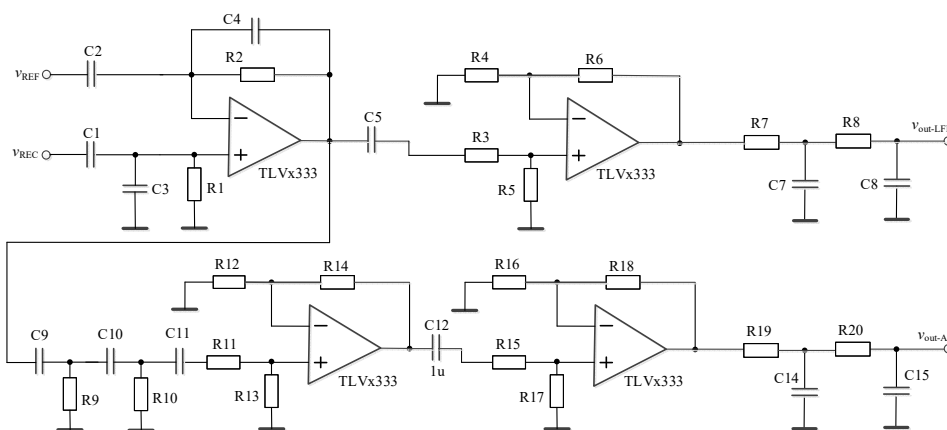 C4
C2
R2
R4
R6
vREF
C1
C5
R3
R7
R8
vout-LF
vREC
C3
R1
TLVx333
R5
TLVx333
C7
C8
R12
R14
R16
R18
C9
C10
C11
R11
C12
R15
R19
R20
vout-A
1u
R9
R10
R13
TLVx333
R17
TLVx333
C14
C15